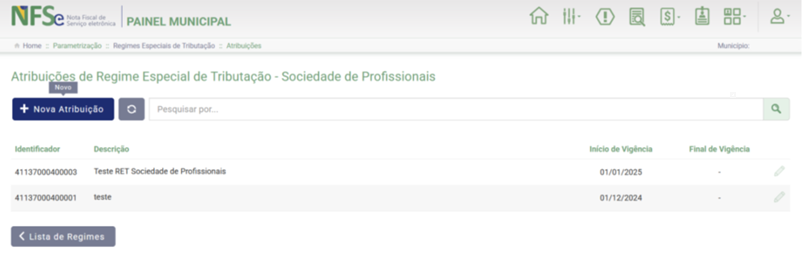 NFSe Nota Fiscal de Serviço eletrônica PAINEL MUNICIPAL
Home :: Parametrização :: Regimes Especiais de Tributação :: Atribuições Município:
Atribuições de Regime Especial de Tributação - Sociedade de Profissionais
Novo
+ Nova Atribuição Pesquisar por...
Identificador Descrição Início de Vigência Final de Vigência
41137000400003 Teste RET Sociedade de Profissionais 01/01/2025 -
41137000400001 teste 01/12/2024 -
Lista de Regimes